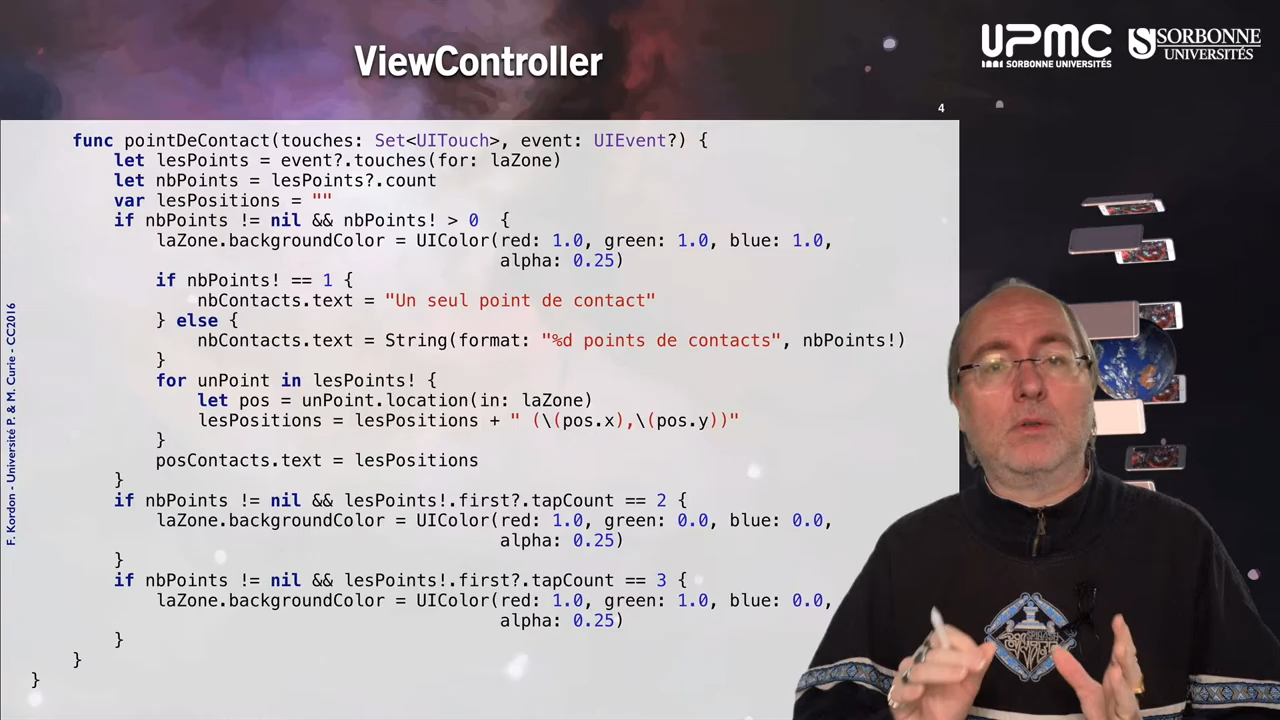 ViewController
UPMC
SORBONNE UNIVERSITÉS
SORBONNE
UNIVERSITÉS
4
func pointDeContact(touches: Set<UITouch>, event: UIEvent?) {
let lesPoints = event?.touches(for: laZone)
let nbPoints = lesPoints?.count
var lesPositions = ""
if nbPoints != nil && nbPoints! > 0  {
laZone.backgroundColor = UIColor(red: 1.0, green: 1.0, blue: 1.0,
alpha: 0.25)
if nbPoints! == 1 {
nbContacts.text = "Un seul point de contact"
} else {
nbContacts.text = String(format: "%d points de contacts", nbPoints!)
}
for unPoint in lesPoints! {
let pos = unPoint.location(in: laZone)
lesPositions = lesPositions + " (\(pos.x),\(pos.y))"
}
posContacts.text = lesPositions
}
if nbPoints != nil && lesPoints!.first?.tapCount == 2 {
laZone.backgroundColor = UIColor(red: 1.0, green: 0.0, blue: 0.0,
alpha: 0.25)
}
if nbPoints != nil && lesPoints!.first?.tapCount == 3 {
laZone.backgroundColor = UIColor(red: 1.0, green: 1.0, blue: 0.0,
alpha: 0.25)
}
}
}
F. Kordon - Université P. & M. Curie - CC2016